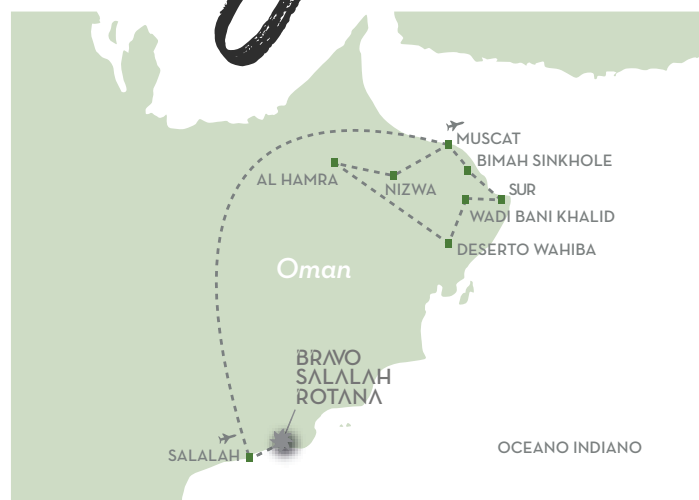 MUSCAT
BIMAH SINKHOLE
AL HAMRA
NIZWA
SUR
WADI BANI KHALID
DESERTO WAHIBA
Oman
BRAVO
SALALAH
ROTANA
SALALAH
OCEANO INDIANO